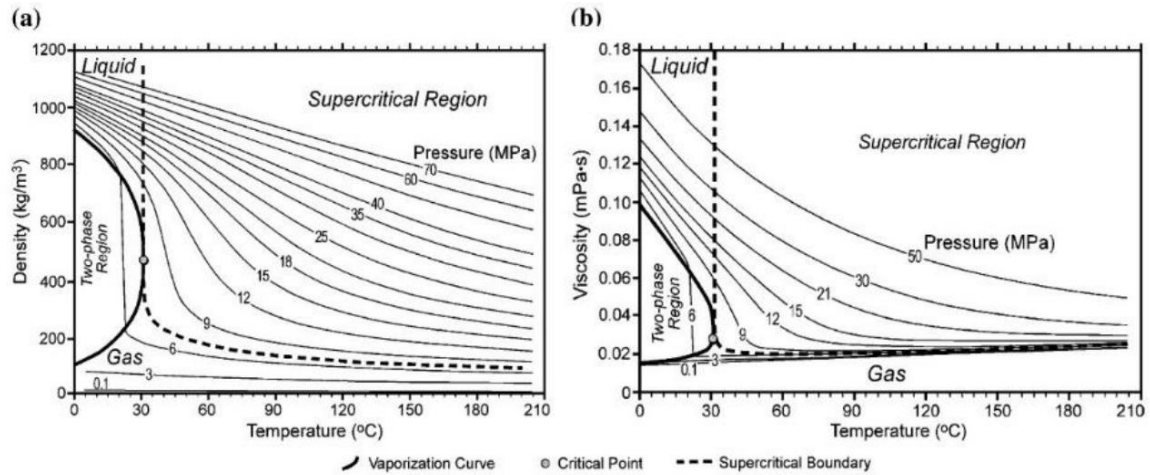 (a)
1200
1000
800
600
400
200
0
Density (kg/m³)
Liquid
Supercritical Region
Pressure (MPa)
70
60
40
35
25
18
15
12
9
6
3
0.1
Two-phase
Region
Gas
0 30 60 90 120 150 180 210
Temperature (ºC)
(b)
0.18
0.16
0.14
0.12
0.10
0.08
0.06
0.04
0.02
0
Viscosity (mPa•s)
Liquid
Supercritical Region
Pressure (MPa)
50
30
21
15
12
9
6
3
0.1
Two-phase
Region
Gas
0 30 60 90 120 150 180 210
Temperature (ºC)
Vaporization Curve Critical Point Supercritical Boundary